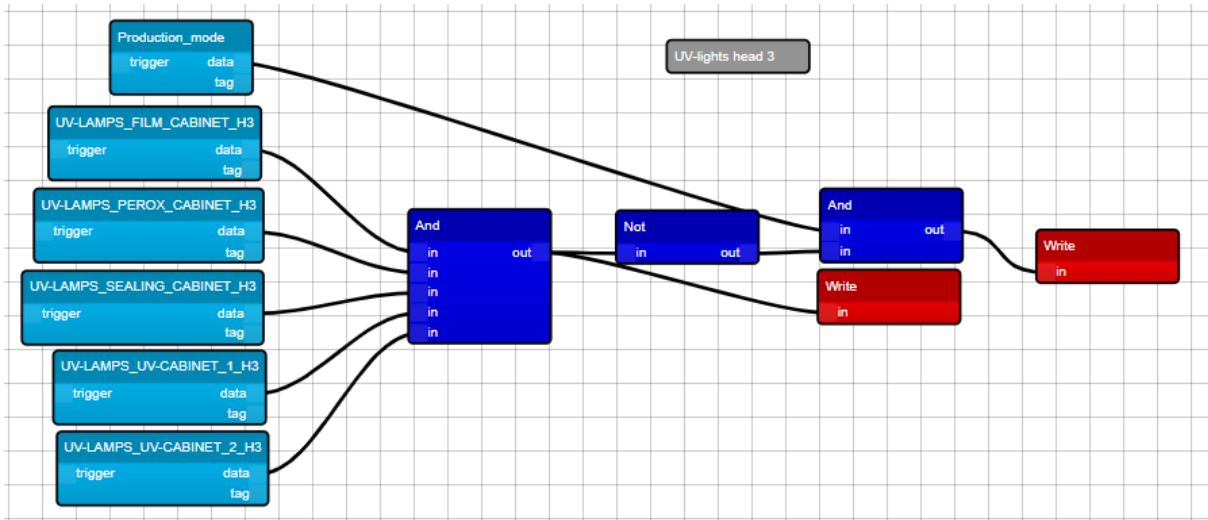 Production_mode
trigger data
tag
UV-lights head 3
UV-LAMPS_FILM_CABINET_H3
trigger data
tag
UV-LAMPS_PEROX_CABINET_H3
trigger data
tag
UV-LAMPS_SEALING_CABINET_H3
trigger data
tag
UV-LAMPS_UV-CABINET_1_H3
trigger data
tag
UV-LAMPS_UV-CABINET_2_H3
trigger data
tag
And
in out
in
in
in
in
Not
in out
And
in out
in
Write
in
Write
in